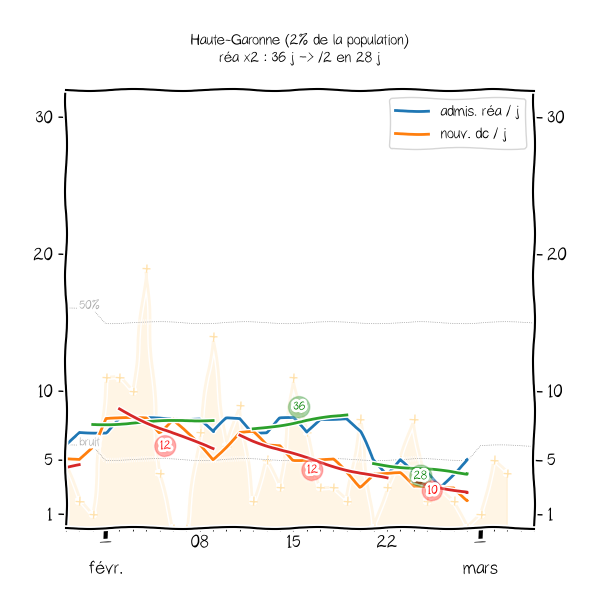 Haute-Garonne (2% de la population)
réa x2 : 36 j -> /2 en 28 j
admis. réa / j
nouv. dc / j
30
30
20
20
50%
10
10
36
bruit
12
12
28
10
5
5
1
1
08
15
22
févr.
mars